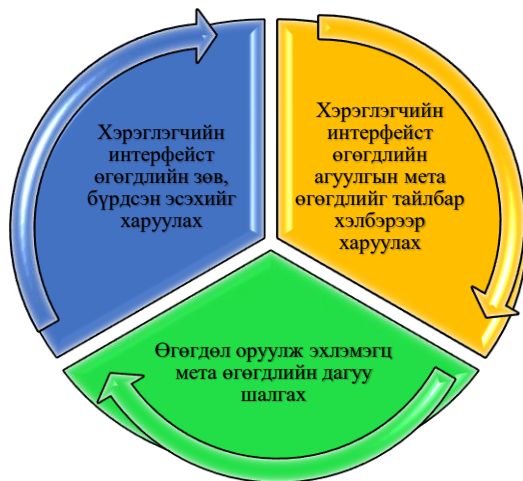 Хэрэглэгчийн
интерфейст
өгөгдлийн зөв,
бүрдсэн эсэхийг
харуулах
Хэрэглэгчийн
интерфейст
өгөгдлийн
агуулгын мета
өгөгдлийг тайлбар
хэлбэрээр
харуулах
Өгөгдөл оруулж эхлэмэгц
мета өгөгдлийн дагуу
шалгах